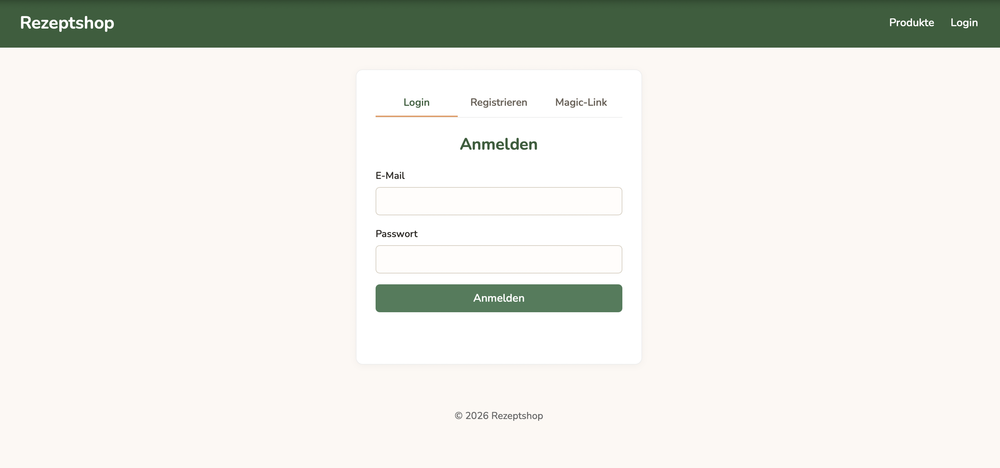 Rezeptshop
Produkte Login
Login Registrieren Magic-Link
Anmelden
E-Mail
Passwort
Anmelden
© 2026 Rezeptshop